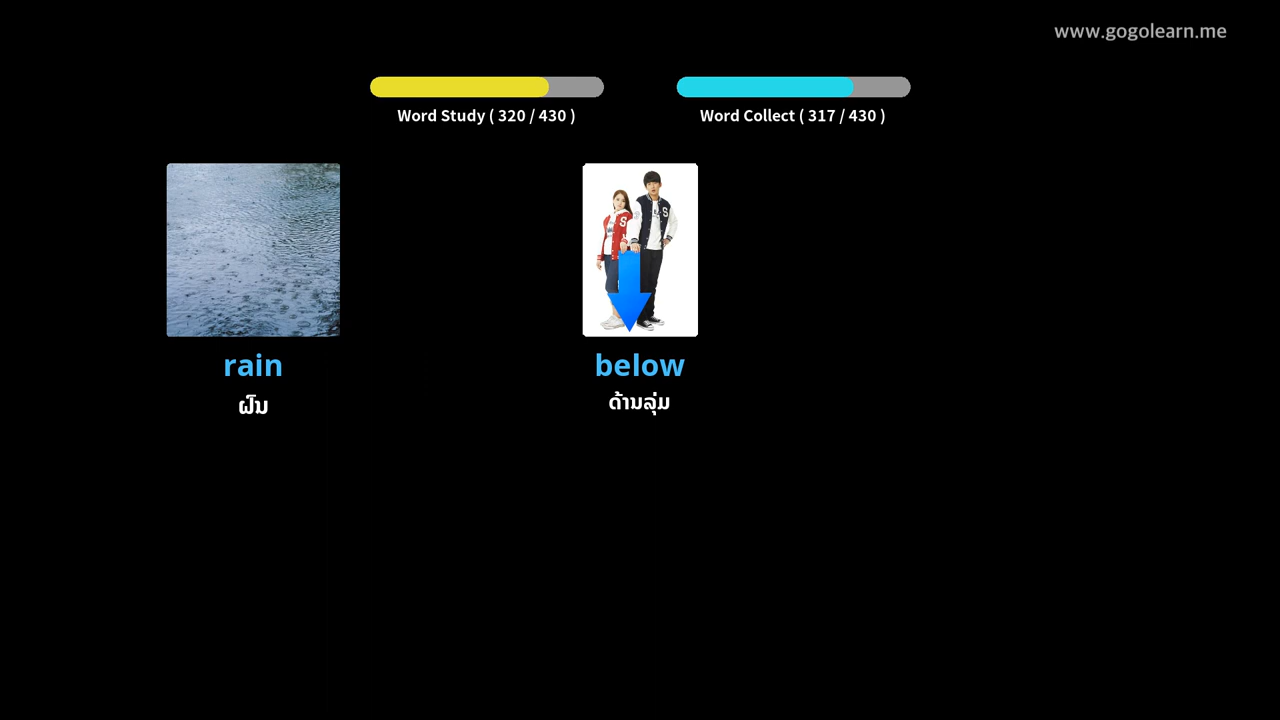 www.gogolearn.me
Word Study ( 320 / 430 )
Word Collect ( 317 / 430 )
S
S
rain
below
ຝົນ
ດ້ານລຸ່ມ